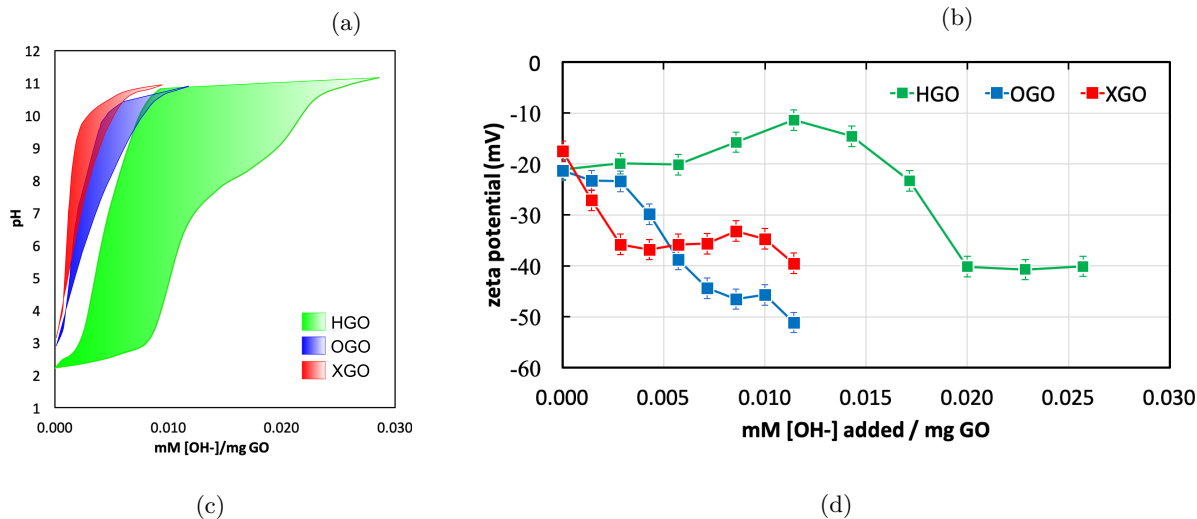 (a)
(b)
12
11
10
9
8
7
6
5
4
3
2
1
pH
HGO
OGO
XGO
0.000
0.010
0.020
0.030
mM [OH-]/mg GO
(c)
0
-10
-20
-30
-40
-50
-60
zeta potential (mV)
HGO OGO XGO
0.000 0.005 0.010 0.015 0.020 0.025 0.030
mM [OH-] added / mg GO
(d)